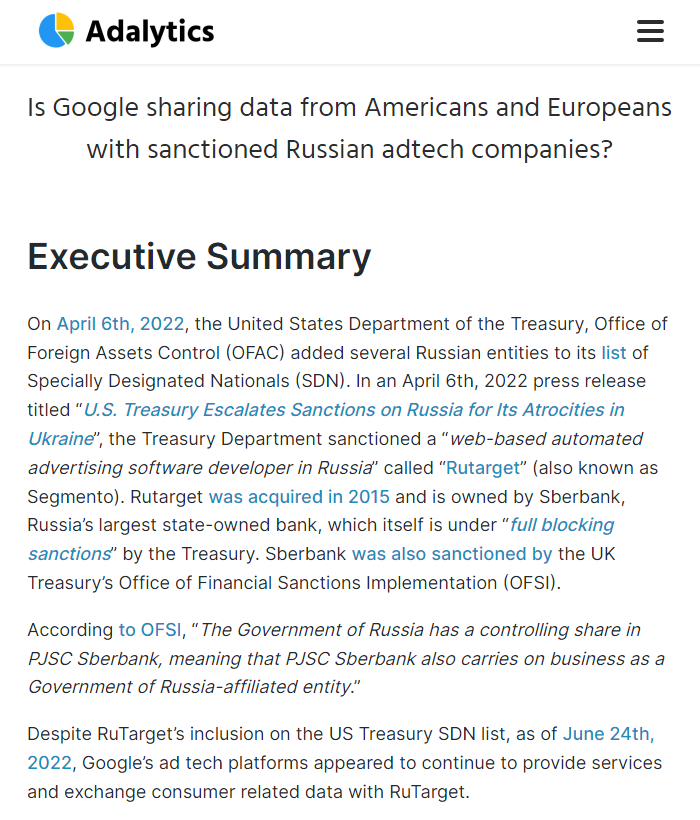 Adalytics
Is Google sharing data from Americans and Europeans
with sanctioned Russian adtech companies?
Executive Summary
On April 6th, 2022, the United States Department of the Treasury, Office of
Foreign Assets Control (OFAC) added several Russian entities to its list of
Specially Designated Nationals (SDN). In an April 6th, 2022 press release
titled “U.S. Treasury Escalates Sanctions on Russia for Its Atrocities in
Ukraine”, the Treasury Department sanctioned a “web-based automated
advertising software developer in Russia” called “Rutarget” (also known as
Segmento). Rutarget was acquired in 2015 and is owned by Sberbank,
Russia’s largest state-owned bank, which itself is under “full blocking
sanctions” by the Treasury. Sberbank was also sanctioned by the UK
Treasury’s Office of Financial Sanctions Implementation (OFSI).
According to OFSI, “The Government of Russia has a controlling share in
PJSC Sberbank, meaning that PJSC Sberbank also carries on business as a
Government of Russia-affiliated entity.”
Despite RuTarget’s inclusion on the US Treasury SDN list, as of June 24th,
2022, Google’s ad tech platforms appeared to continue to provide services
and exchange consumer related data with RuTarget.